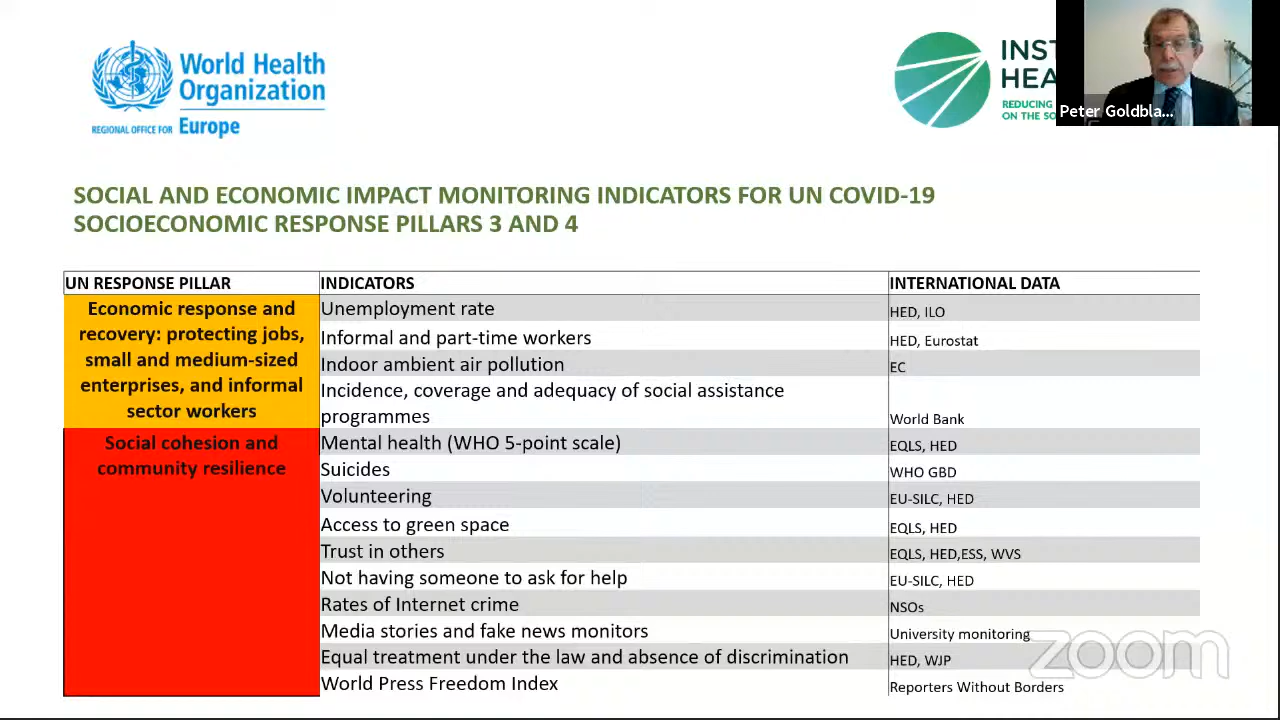 World Health
Organization
REGIONAL OFFICE FOR Europe
INST
HEA
REDUCING
ON THE SO
Peter Goldbla...
SOCIAL AND ECONOMIC IMPACT MONITORING INDICATORS FOR UN COVID-19
SOCIOECONOMIC RESPONSE PILLARS 3 AND 4
UN RESPONSE PILLAR INDICATORS INTERNATIONAL DATA
Economic response and
recovery: protecting jobs,
small and medium-sized
enterprises, and informal
sector workers
Unemployment rate HED, ILO
Informal and part-time workers HED, Eurostat
Indoor ambient air pollution EC
Incidence, coverage and adequacy of social assistance
programmes World Bank
Social cohesion and
community resilience
Mental health (WHO 5-point scale) EQLS, HED
Suicides WHO GBD
Volunteering EU-SILC, HED
Access to green space EQLS, HED
Trust in others EQLS, HED,ESS, WVS
Not having someone to ask for help EU-SILC, HED
Rates of Internet crime NSOs
Media stories and fake news monitors University monitoring
Equal treatment under the law and absence of discrimination HED, WJP
World Press Freedom Index Reporters Without Borders
zoom